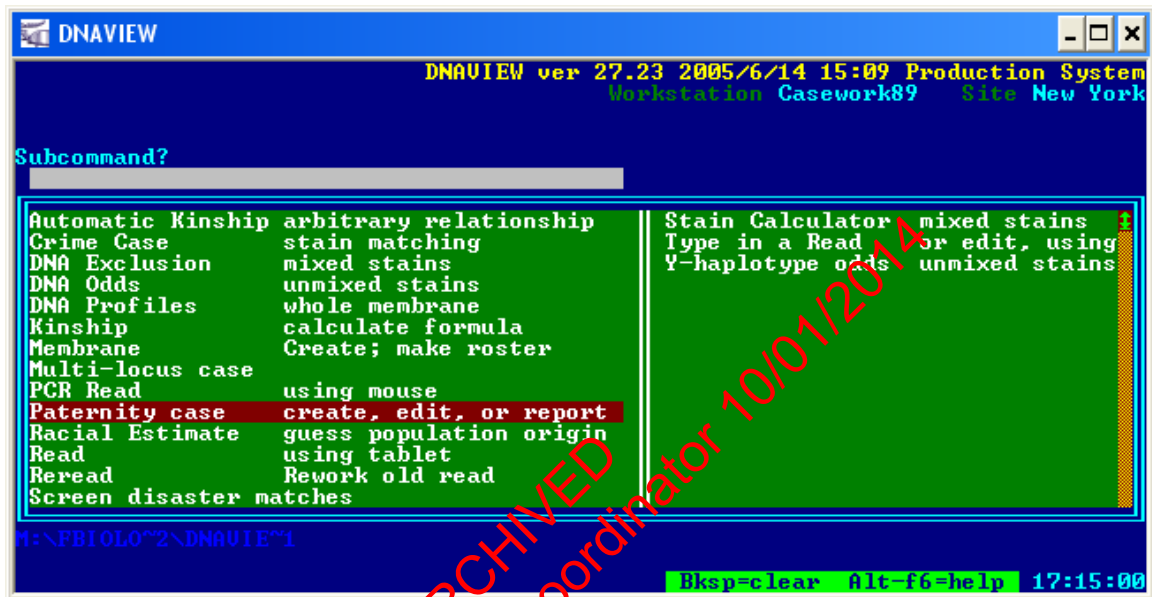 DNAVIEW
DNAVIEW ver 27.23 2005/6/14 15:09 Production System
Workstation Casework89 Site New York
Subcommand?
Automatic Kinship arbitrary relationship
Crime Case stain matching
DNA Exclusion mixed stains
DNA Odds unmixed stains
DNA Profiles whole membrane
Kinship calculate formula
Membrane Create; make roster
Multi-locus case
PCR Read using mouse
Paternity case create, edit, or report
Racial Estimate guess population origin
Read using tablet
Reread Rework old read
Screen disaster matches
Stain Calculator mixed stains
Type in a Read or edit, using
Y-haplotype odds unmixed stains
M:\FBIOLO~2\DNAVIE~1
Bksp=clear Alt-f6=help 17:15:00
10/01/2014